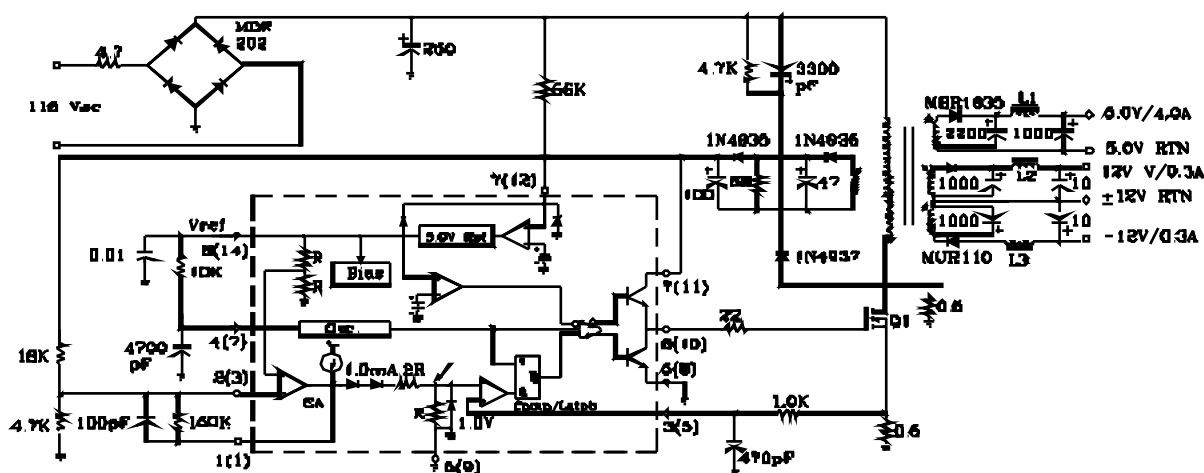 4.7
MDR
202
250
115 Vac
56K
4.7K
3300
pF
MBR1635
L1
5.0V/4.0A
2200
1000
5.0V RTN
1N4935
1N4935
L2
12V V/0.3A
1000
10
±12V RTN
1000
10
-12V/0.3A
MUR110
L3
100
47
7(12)
Vref
8(14)
5.0V Ref
0.01
10K
R
R
Bias
1N4937
7(11)
Osc
22
Q1
4(7)
6(10)
18K
4700
pF
5(8)
2(3)
1.0mA
2R
EA
R
1.0V
Comp/Latch
1.0K
3(5)
4.7K
100pF
150K
470pF
0.5
1(1)
5(9)